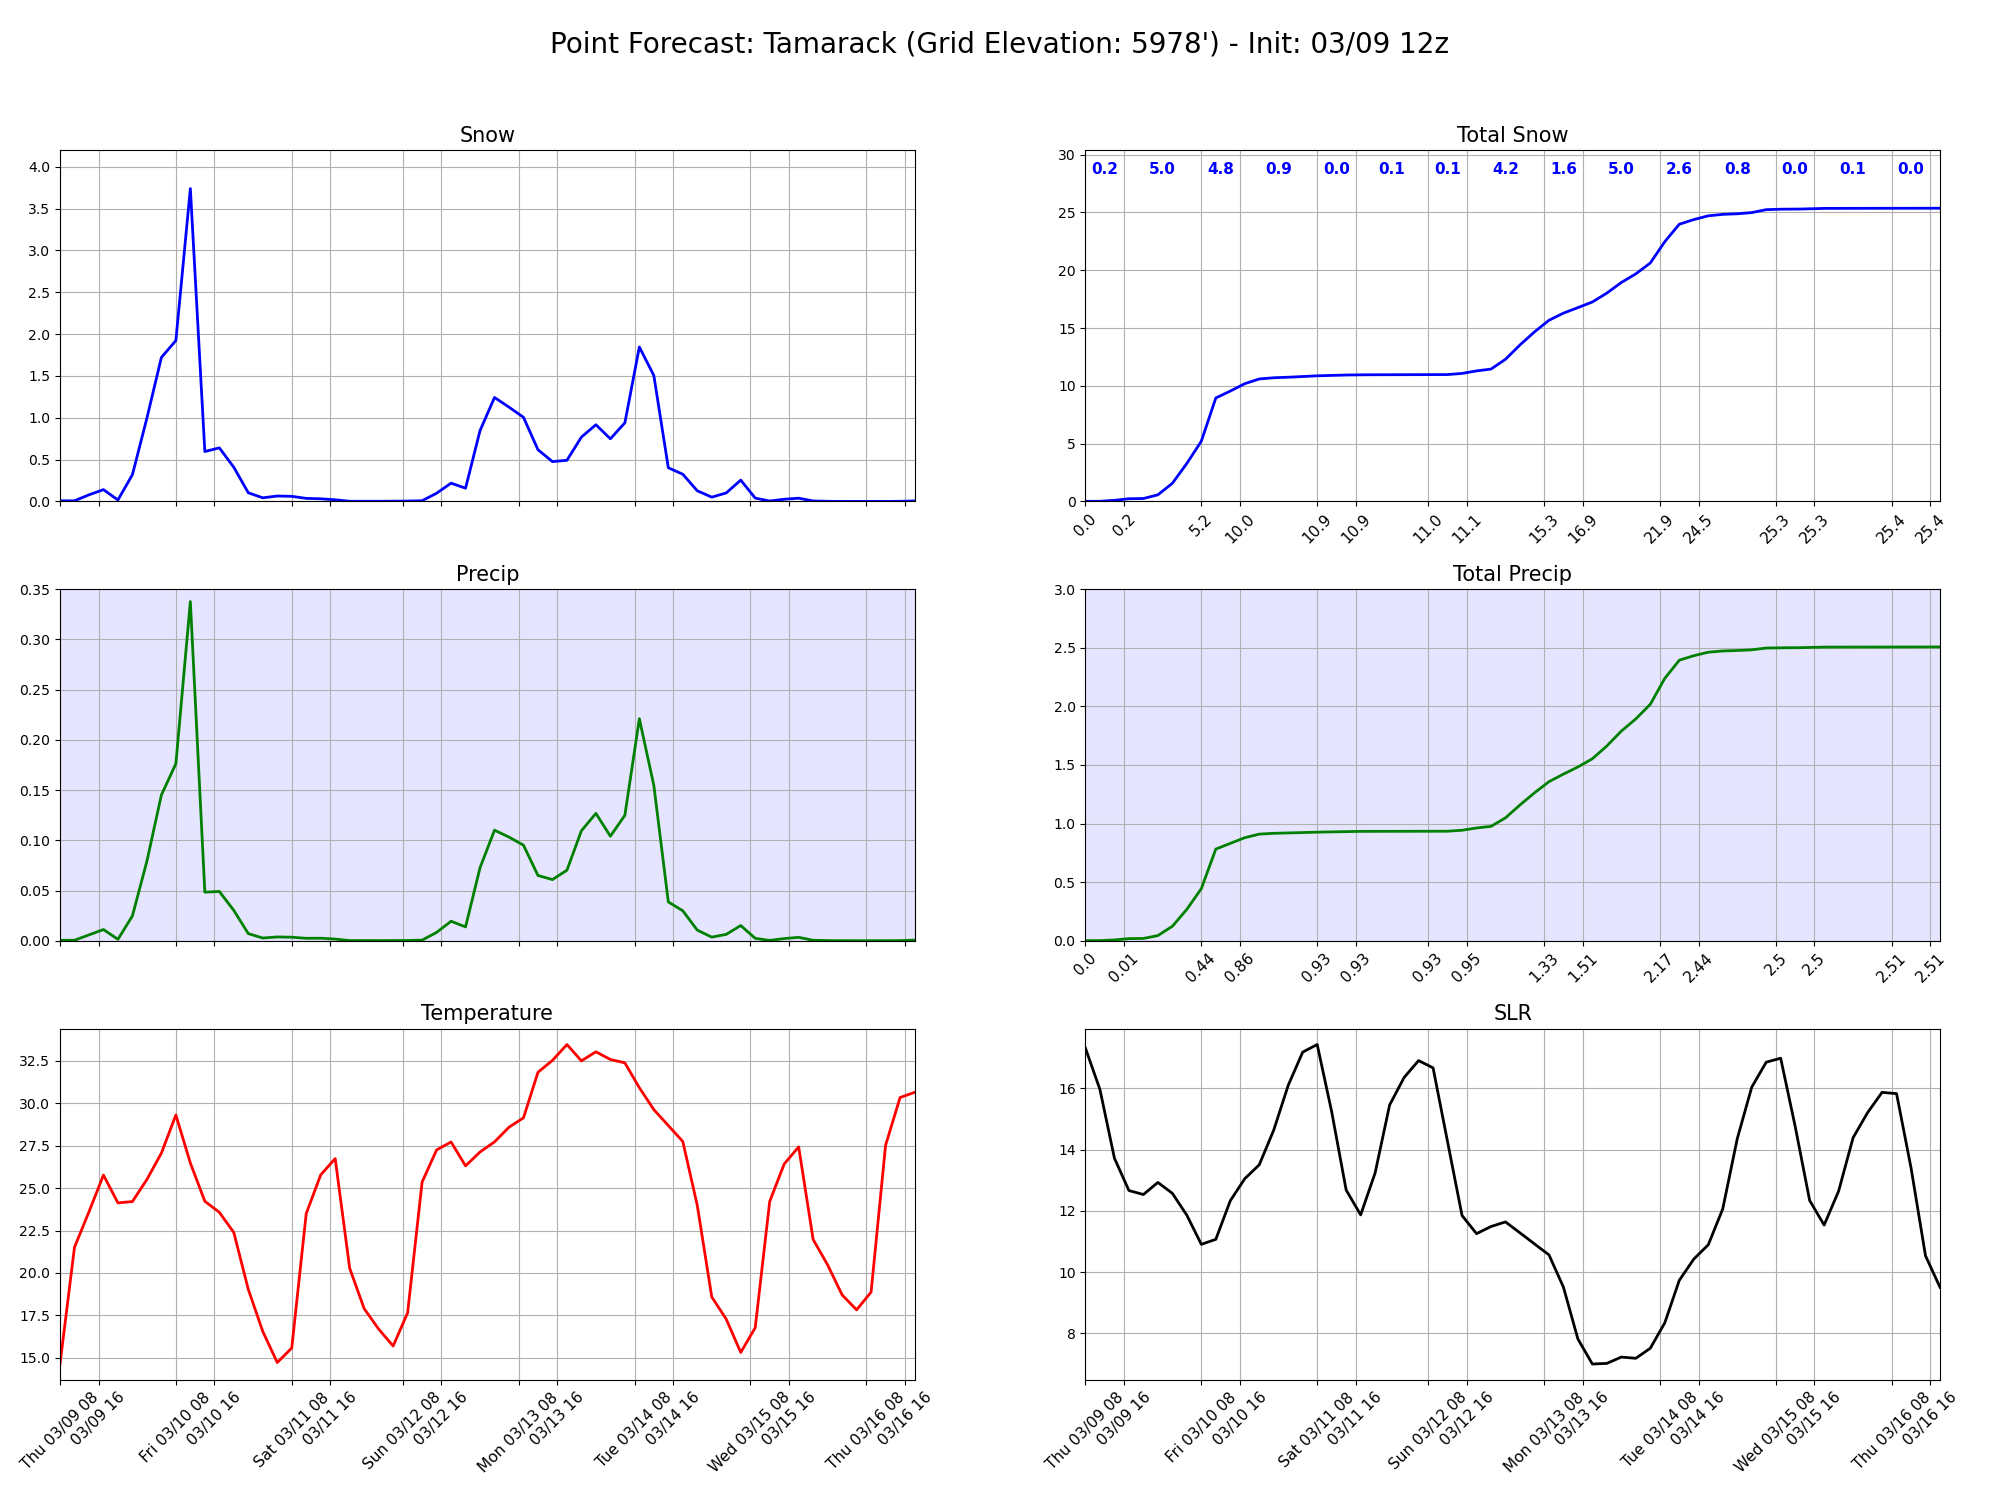 Point Forecast: Tamarack (Grid Elevation: 5978') - Init: 03/09 12z
Snow
4.0
3.5
3.0
2.5
2.0
1.5
1.0
0.5
0.0
Total Snow
0.2 5.0 4.8 0.9 0.0 0.1 0.1 4.2 1.6 5.0 2.6 0.8 0.0 0.1 0.0
30
25
20
15
10
5
0
0.0 0.2 5.2 10.0 10.9 10.9 11.0 11.1 15.3 16.9 21.9 24.5 25.3 25.3 25.4 25.4
Precip
0.35
0.30
0.25
0.20
0.15
0.10
0.05
0.00
Total Precip
3.0
2.5
2.0
1.5
1.0
0.5
0.0
0.0 0.01 0.44 0.86 0.93 0.93 0.93 0.95 1.33 1.51 2.17 2.44 2.5 2.5 2.51 2.51
Temperature
32.5
30.0
27.5
25.0
22.5
20.0
17.5
15.0
Thu 03/09 08
03/09 16
Fri 03/10 08
03/10 16
Sat 03/11 08
03/11 16
Sun 03/12 08
03/12 16
Mon 03/13 08
03/13 16
Tue 03/14 08
03/14 16
Wed 03/15 08
03/15 16
Thu 03/16 08
03/16 16
SLR
16
14
12
10
8
Thu 03/09 08
03/09 16
Fri 03/10 08
03/10 16
Sat 03/11 08
03/11 16
Sun 03/12 08
03/12 16
Mon 03/13 08
03/13 16
Tue 03/14 08
03/14 16
Wed 03/15 08
03/15 16
Thu 03/16 08
03/16 16